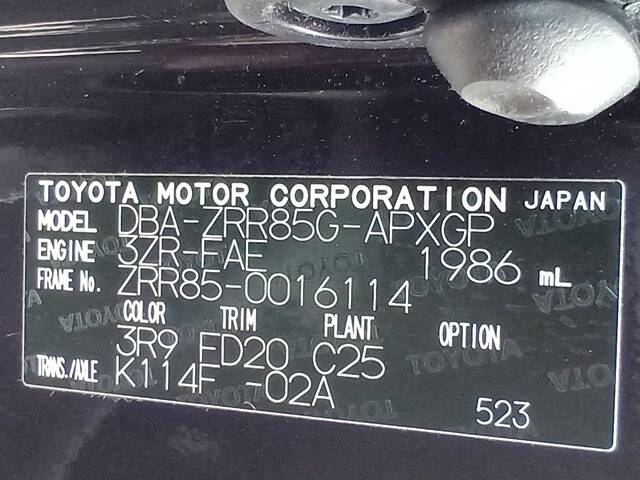 TOYOTA MOTOR CORPORATION JAPAN
MODEL DBA-ZRR85G-APXGP
ENGINE 3ZR-FAE 1986 mL
FRAME No. ZRR85-0016114
COLOR TRIM PLANT OPTION
3R9 FD20 C25
TRANS./AXLE K114F -02A
523